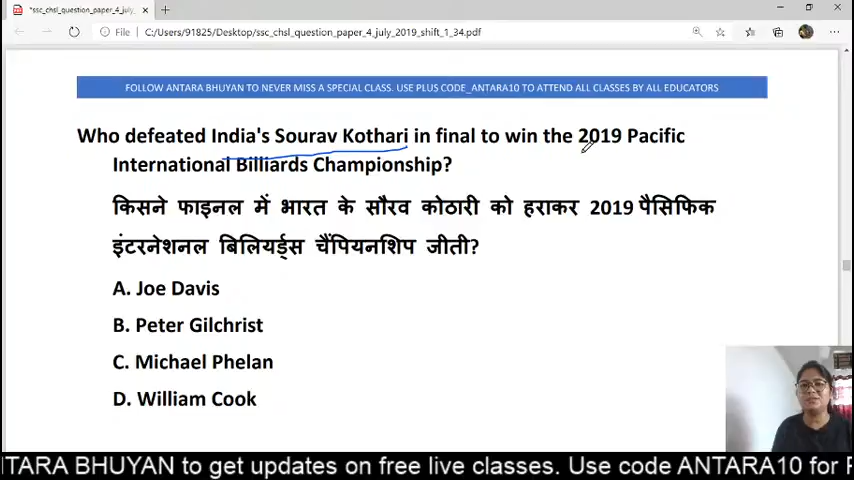 *ssc_chsl_question_paper_4_july_2
File
C:/Users/91825/Desktop/ssc_chsl_question_paper_4_july_2019_shift_1_34.pdf
FOLLOW ANTARA BHUYAN TO NEVER MISS A SPECIAL CLASS. USE PLUS CODE_ANTARA10 TO ATTEND ALL CLASSES BY ALL EDUCATORS
Who defeated India's Sourav Kothari in final to win the 2019 Pacific
International Billiards Championship?
किसने फाइनल में भारत के सौरव कोठारी को हराकर 2019 पैसिफिक
इंटरनेशनल बिलियर्ड्स चैंपियनशिप जीती?
A. Joe Davis
B. Peter Gilchrist
C. Michael Phelan
D. William Cook
NTARA BHUYAN to get updates on free live classes. Use code ANTARA10 for